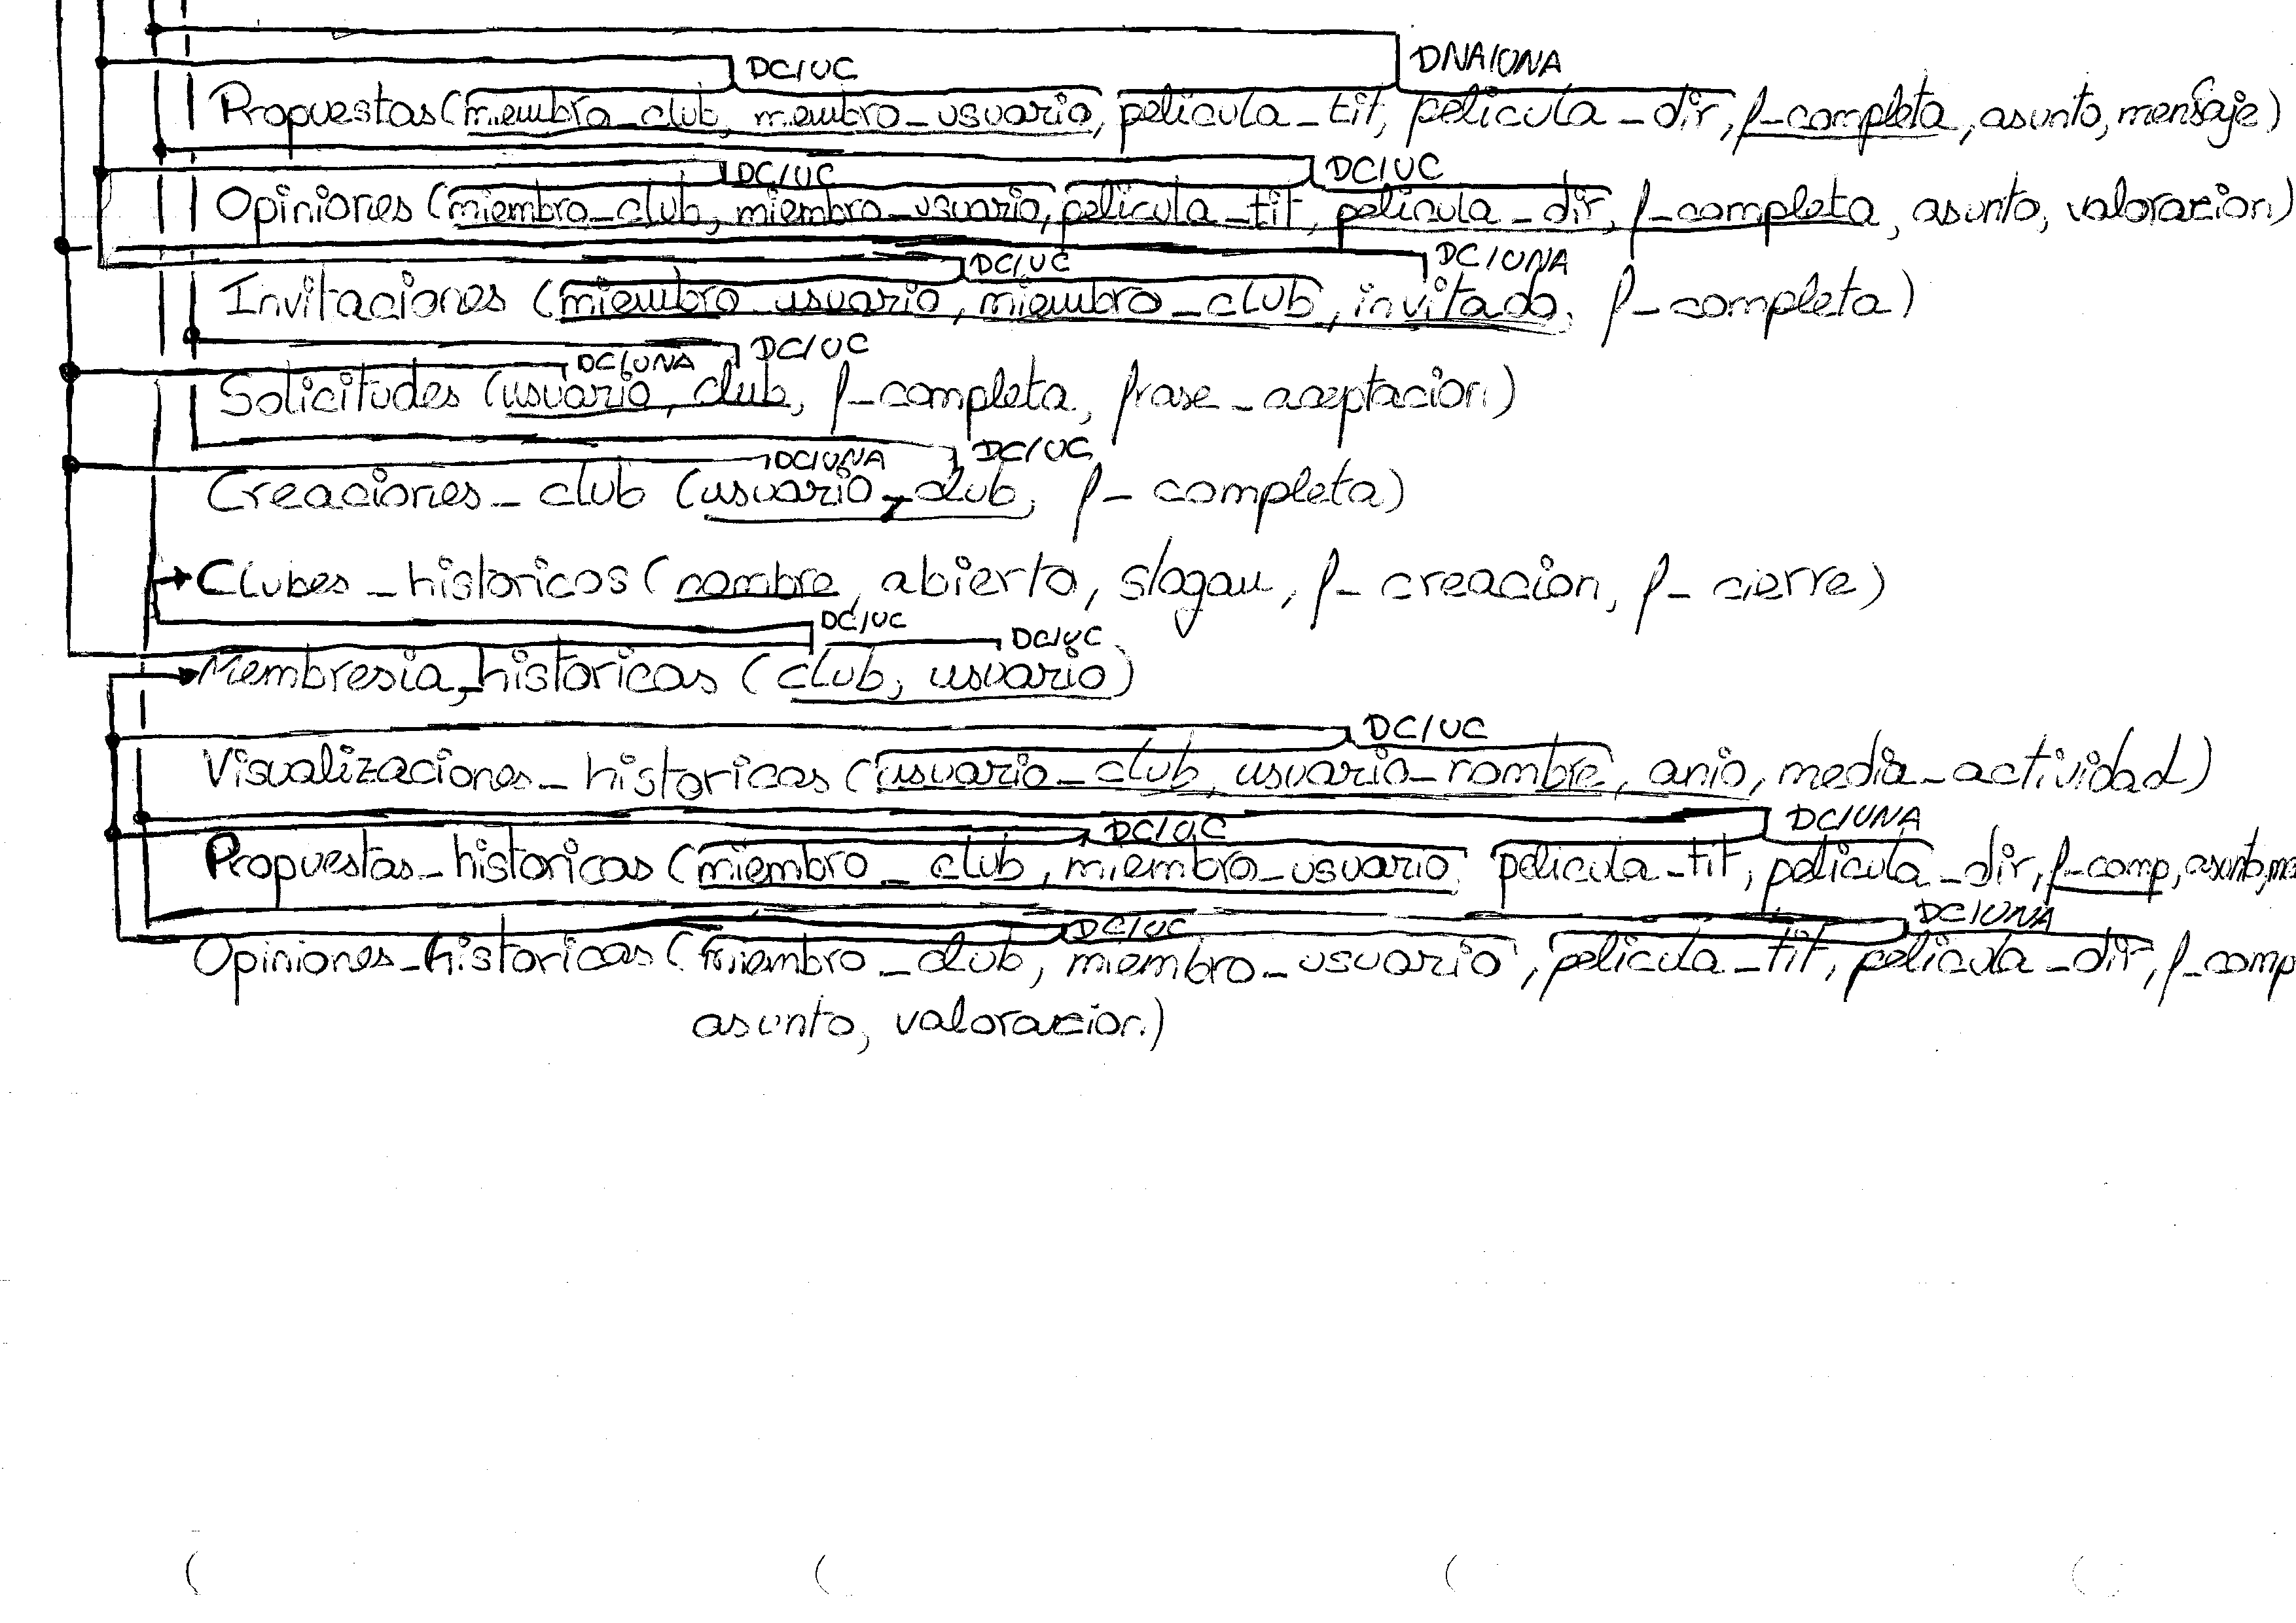 DC/UC DNA/UNA
Propuestas (miembro_club, miembro_usuario, pelicula_tit, pelicula_dir, f_completa, asunto, mensaje)
DC/UC DC/UC
Opiniones (miembro_club, miembro_usuario, pelicula_tit, pelicula_dir, f_completa, asunto, valoracion)
DC/UC DC/UNA
Invitaciones (miembro_usuario, miembro_club, invitado, f_completa)
DC/UNA DC/UC
Solicitudes (usuario, club, f_completa, frase_aceptacion)
DC/UNA DC/UC
Creaciones_club (usuario, club, f_completa)
Clubes_historicos (nombre, abierto, slogan, f_creacion, f_cierre)
DC/UC DC/UC
Membresia_historicas (club, usuario)
DC/UC
Visualizaciones_historicas (usuario_club, usuario_nombre, anio, media_actividad)
DC/UC DC/UNA
Propuestas_historicas (miembro_club, miembro_usuario, pelicula_tit, pelicula_dir, f_comp, asunto,
DC/UC DC/UNA
Opiniones_historicas (miembro_club, miembro_usuario, pelicula_tit, pelicula_dir, f_comp
asunto, valoracion)